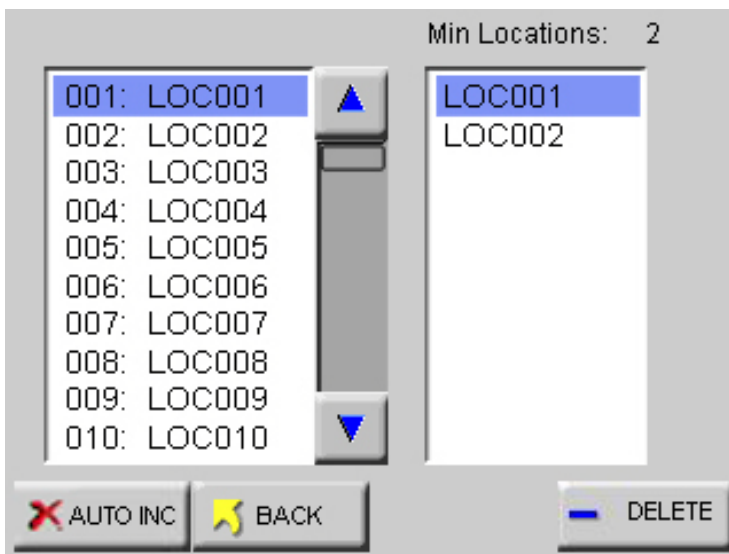 Min Locations: 2
001: LOC001
002: LOC002
003: LOC003
004: LOC004
005: LOC005
006: LOC006
007: LOC007
008: LOC008
009: LOC009
010: LOC010
LOC001
LOC002
AUTO INC
BACK
DELETE